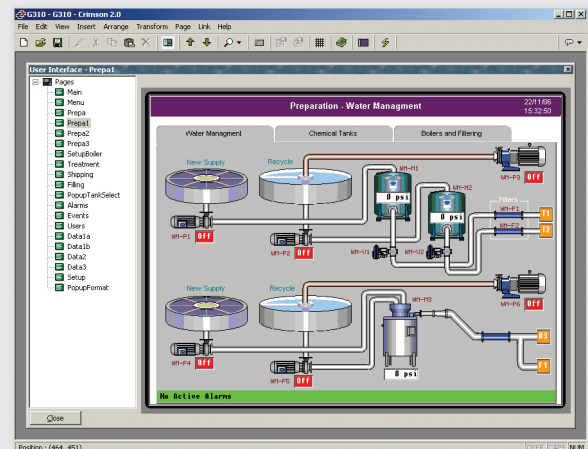 G310 - G310 - Crimson 2.0
File Edit View Insert Arrange Transform Page Link Help
User Interface - Prepa1
Pages
Main
Menu
Prepa
Prepa1
Prepa2
Prepa3
SetupBoiler
Treatment
Shipping
Filling
PopupTankSelect
Alarms
Events
Users
Data1a
Data1b
Data2
Data3
Setup
PopupFormat
Close
Preparation - Water Managment
22/11/06
15:32:50
Water Managment Chemical Tanks Boilers and Filtering
New Supply Recycle
WM-M1
WM-P3 Off
WM-M2
0 psi
0 psi
Filters
WM-F1 T1
WM-F2 T2
WM-P1 Off
WM-P2 Off
WM-V1 WM-V2
New Supply Recycle
WM-M3
WM-P6 Off
B3
WM-P4 Off
F1
WM-P5 Off
0 psi
No Active Alarms
Position : (464, 451)
OVER CAPS NUM